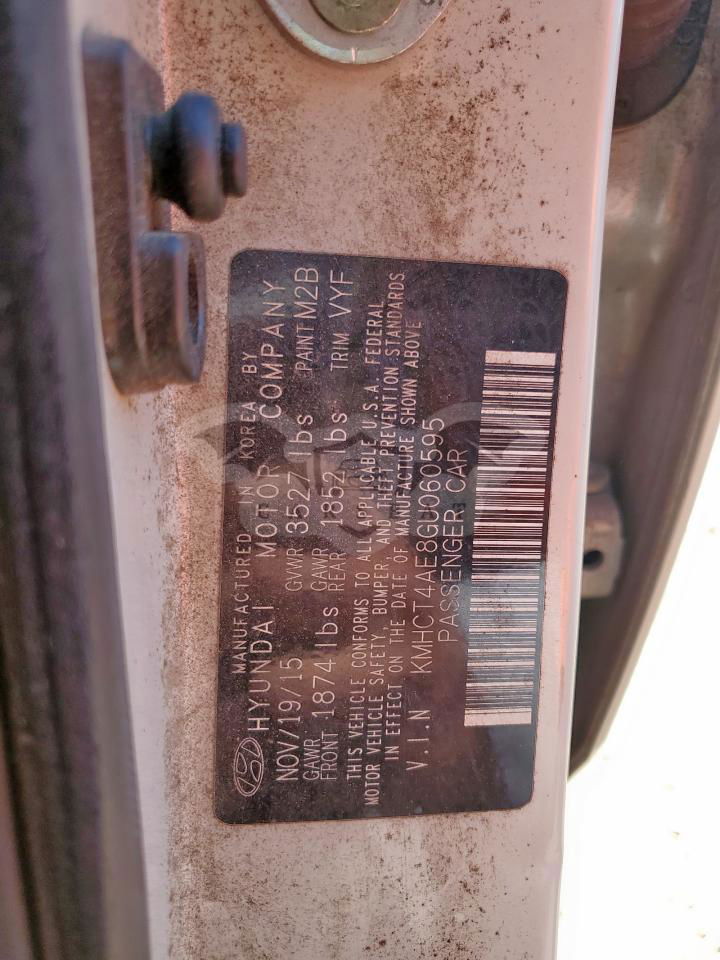 MANUFACTURED IN KOREA BY
HYUNDAI MOTOR COMPANY
NOV/19/15 GVWR 3527 lbs PAINT M2B
GAWR FRONT 1874 lbs GAWR REAR 1852 lbs TRIM VYF
THIS VEHICLE CONFORMS TO ALL APPLICABLE U.S.A. FEDERAL
MOTOR VEHICLE SAFETY, BUMPER, AND THEFT PREVENTION STANDARDS
IN EFFECT ON THE DATE OF MANUFACTURE SHOWN ABOVE
V.I.N KMHCT4AE8GU060595
PASSENGER CAR